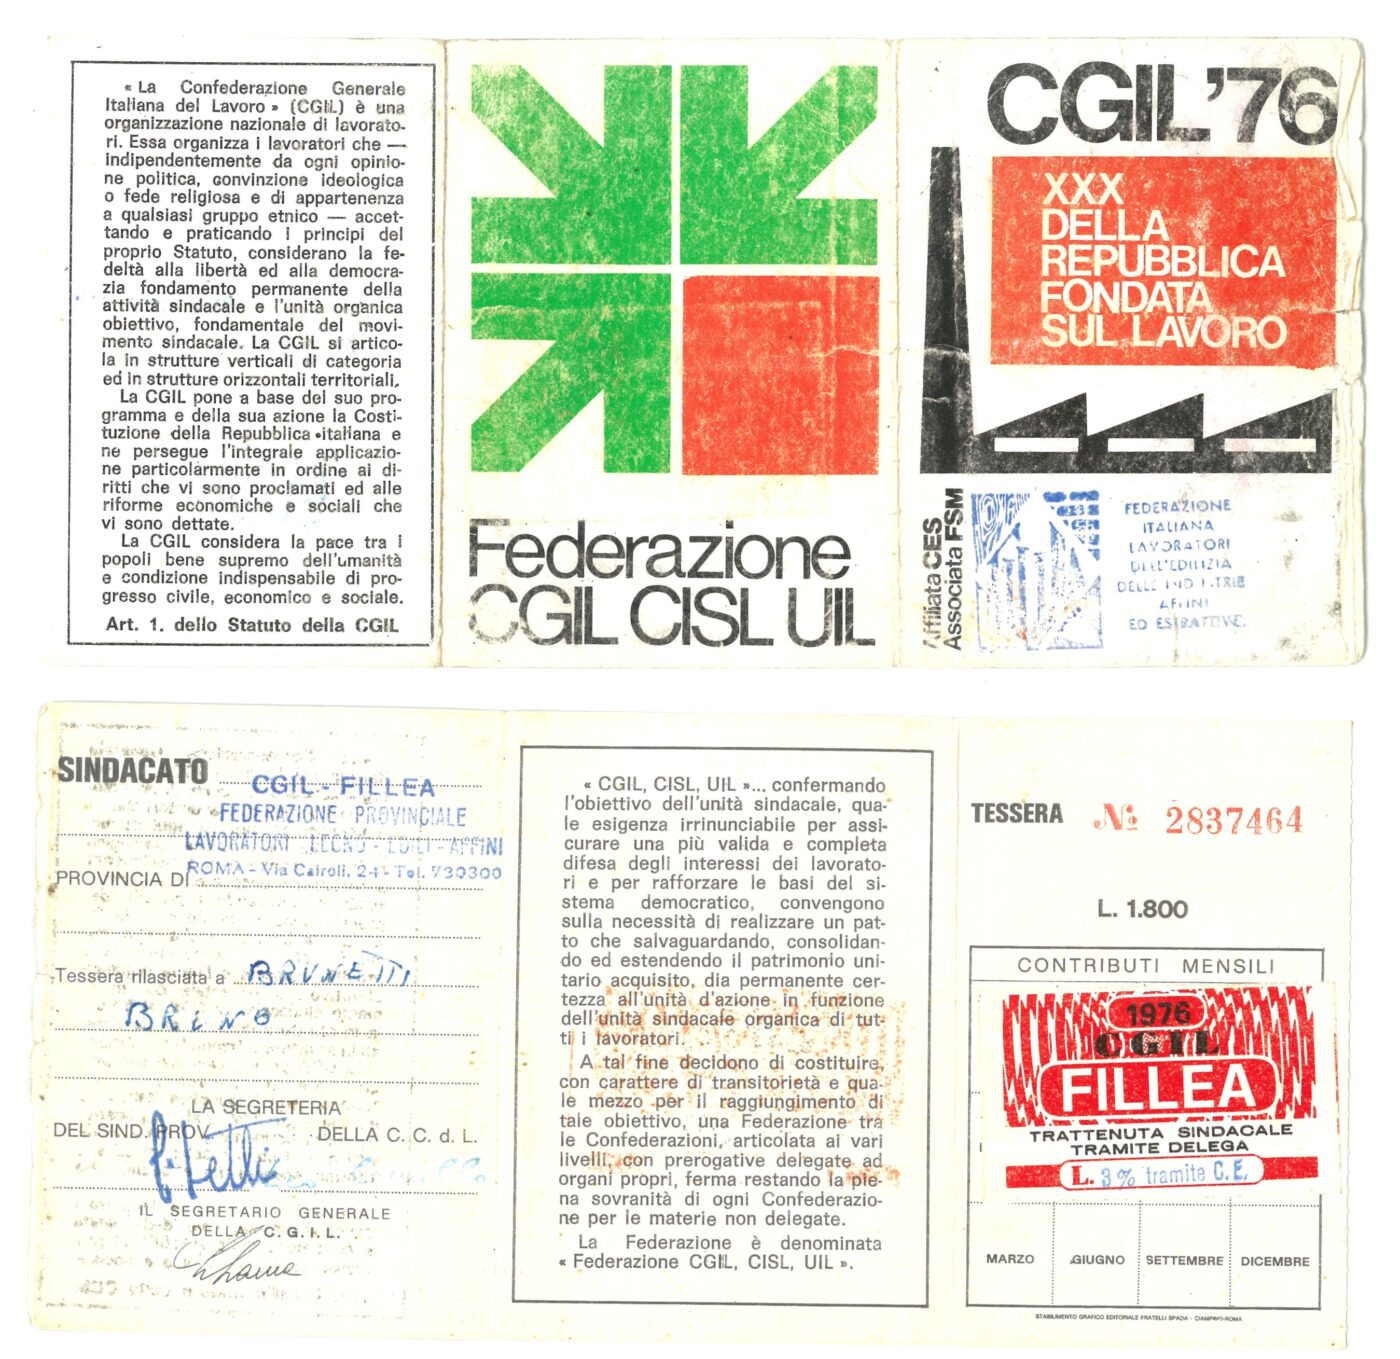 « La Confederazione Generale
Italiana del Lavoro » (CGIL) è una
organizzazione nazionale di lavorato-
ri. Essa organizza i lavoratori che —
indipendentemente da ogni opinio-
ne politica, convinzione ideologica
o fede religiosa e di appartenenza
a qualsiasi gruppo etnico — accet-
tando e praticando i principi del
proprio Statuto, considerano la fe-
deltà alla libertà ed alla democra-
zia fondamento permanente della
attività sindacale e l'unità organica
obiettivo, fondamentale del movi-
mento sindacale. La CGIL si artico-
la in strutture verticali di categoria
ed in strutture orizzontali territoriali.
La CGIL pone a base del suo pro-
gramma e della sua azione la Costi-
tuzione della Repubblica italiana e
ne persegue l'integrale applicazio-
ne particolarmente in ordine ai di-
ritti che vi sono proclamati ed alle
riforme economiche e sociali che
vi sono dettate.
La CGIL considera la pace tra i
popoli bene supremo dell'umanità
e condizione indispensabile di pro-
gresso civile, economico e sociale.
Art. 1. dello Statuto della CGIL
Federazione
CGIL CISL UIL
CGIL'76
XXX
DELLA
REPUBBLICA
FONDATA
SUL LAVORO
Affiliata CES
Associata FSM
FEDERAZIONE
ITALIANA
LAVORATORI
DELL'EDILIZIA
DELLE IND
AFFINI
ED ESTRATTIVE.
SINDACATO
CGIL - FILLEA
FEDERAZIONE PROVINCIALE
LAVORATORI LEGNO - EDILI - AFFINI
PROVINCIA DI ROMA - Via Cairoli, 24 - Tel. 730300
Tessera rilasciata a BRUNETTI
BRUNO
LA SEGRETERIA
DEL SIND. PROV. DELLA C. C. d L.
IL SEGRETARIO GENERALE
DELLA C. G. I. L.
« CGIL, CISL, UIL »... confermando
l'obiettivo dell'unità sindacale, qua-
le esigenza irrinunciabile per assi-
curare una più valida e completa
difesa degli interessi dei lavorato-
ri e per rafforzare le basi del si-
stema democratico, convengono
sulla necessità di realizzare un pat-
to che salvaguardando, consolidan-
do ed estendendo il patrimonio uni-
tario acquisito, dia permanente cer-
tezza all'unità d'azione in funzione
dell'unità sindacale organica di tut-
ti i lavoratori.
A tal fine decidono di costituire,
con carattere di transitorietà e qua-
le mezzo per il raggiungimento di
tale obiettivo, una Federazione tra
le Confederazioni, articolata ai vari
livelli, con prerogative delegate ad
organi propri, ferma restando la pie-
na sovranità di ogni Confederazio-
ne per le materie non delegate.
La Federazione è denominata
« Federazione CGIL, CISL, UIL ».
TESSERA Nº 2837464
L. 1.800
CONTRIBUTI MENSILI
1976
CGIL
FILLEA
TRATTENUTA SINDACALE
TRAMITE DELEGA
L. 3% tramite C.E.
MARZO GIUGNO SETTEMBRE DICEMBRE
STABILIMENTO GRAFICO EDITORIALE FRATELLI SPADA - CIAMPINO-ROMA